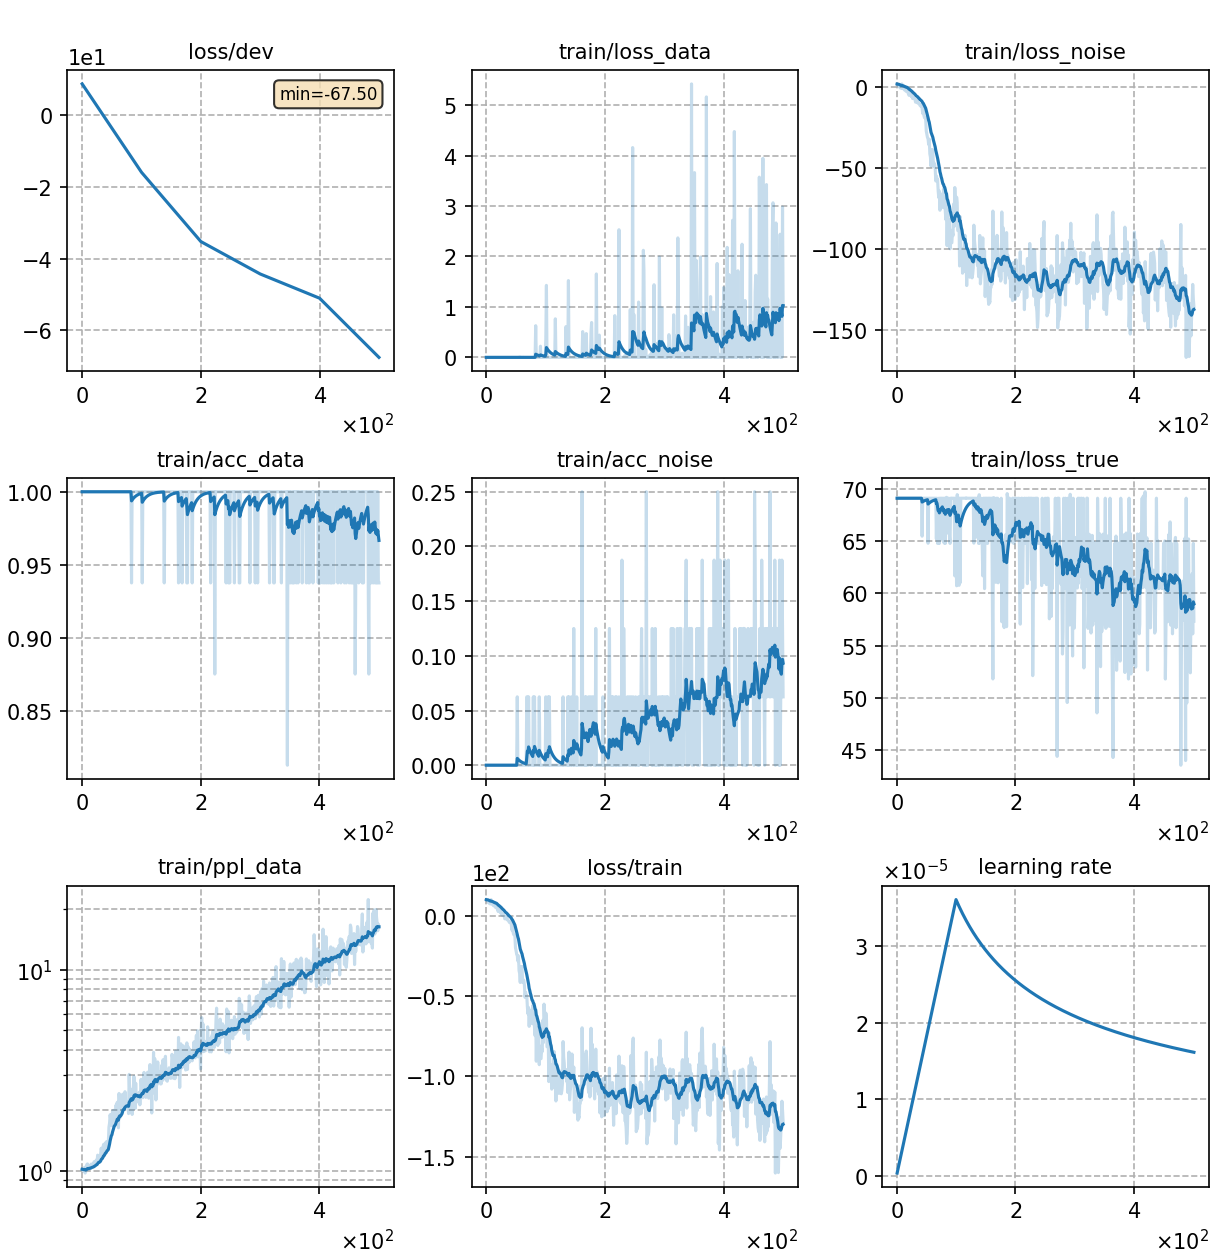 loss/dev
1e1
min=-67.50
0
−2
−4
−6
0 2 4
×10²
train/loss_data
5
4
3
2
1
0
0 2 4
×10²
train/loss_noise
0
−50
−100
−150
0 2 4
×10²
train/acc_data
1.00
0.95
0.90
0.85
0 2 4
×10²
train/acc_noise
0.25
0.20
0.15
0.10
0.05
0.00
0 2 4
×10²
train/loss_true
70
65
60
55
50
45
0 2 4
×10²
train/ppl_data
10¹
10⁰
0 2 4
×10²
loss/train
1e2
0.0
−0.5
−1.0
−1.5
0 2 4
×10²
×10⁻⁵ learning rate
3
2
1
0
0 2 4
×10²